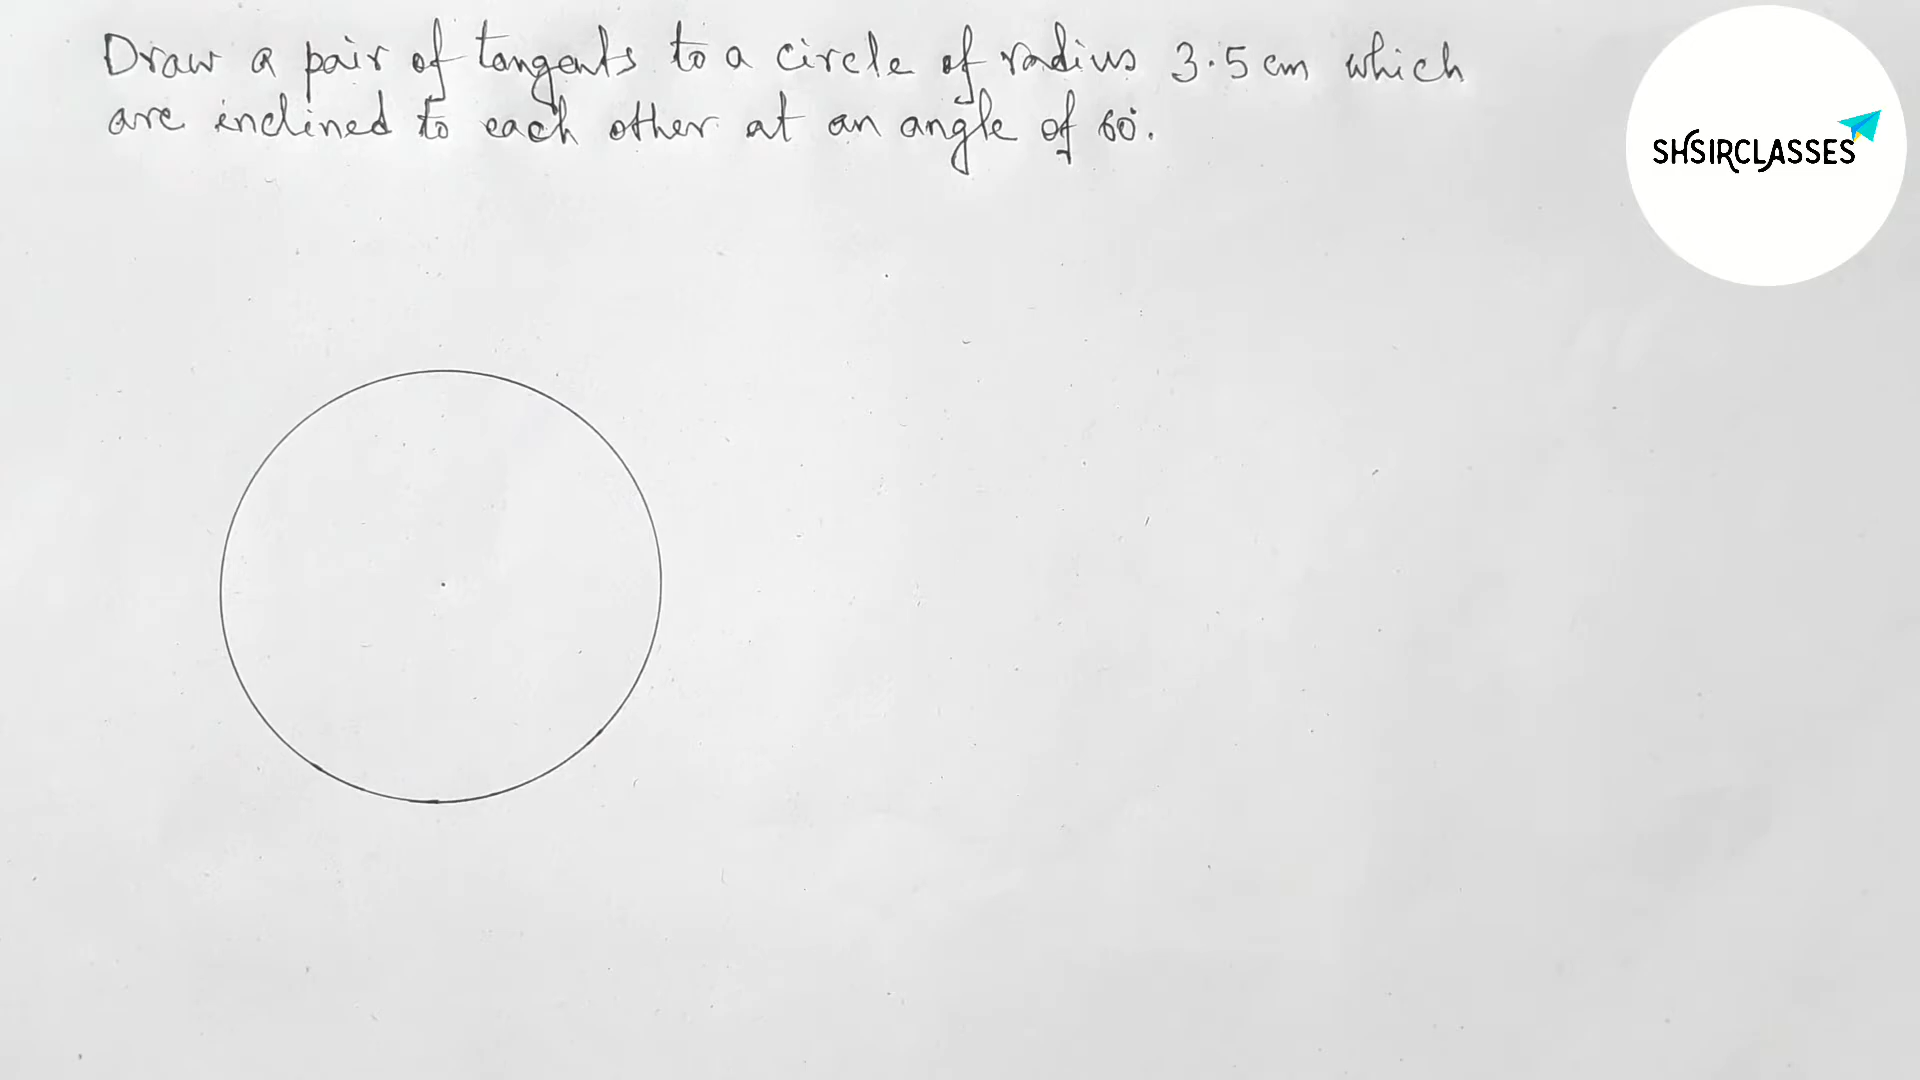 Draw a pair of tangents to a circle of radius 3.5 cm which
are inclined to each other at an angle of 60°.
SHSIRCLASSES